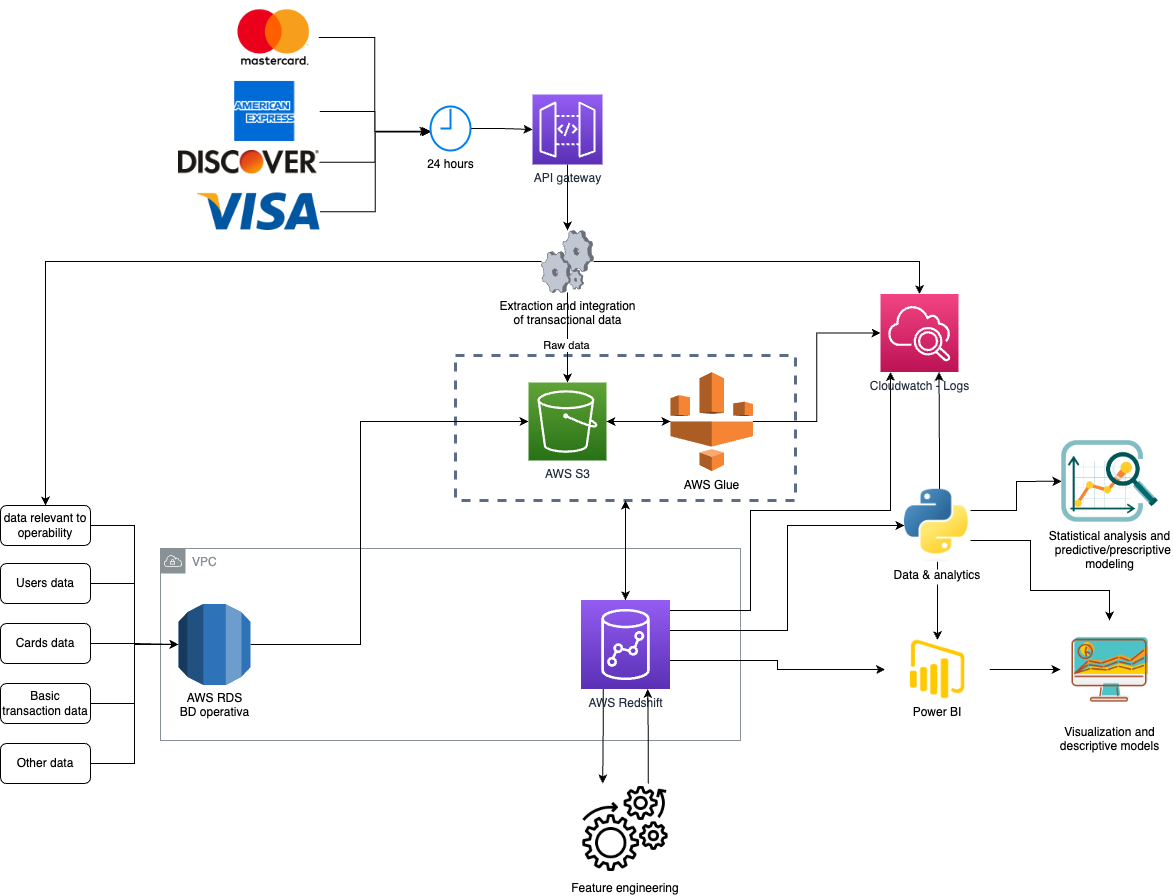 mastercard.
AMERICAN
EXPRESS
DISCOVER
VISA
24 hours
API gateway
Extraction and integration
of transactional data
Raw data
Cloudwatch - Logs
AWS S3
AWS Glue
data relevant to
operability
Users data
Cards data
Basic
transaction data
Other data
VPC
AWS RDS
BD operativa
AWS Redshift
Data & analytics
Statistical analysis and
predictive/prescriptive
modeling
Power BI
Visualization and
descriptive models
Feature engineering